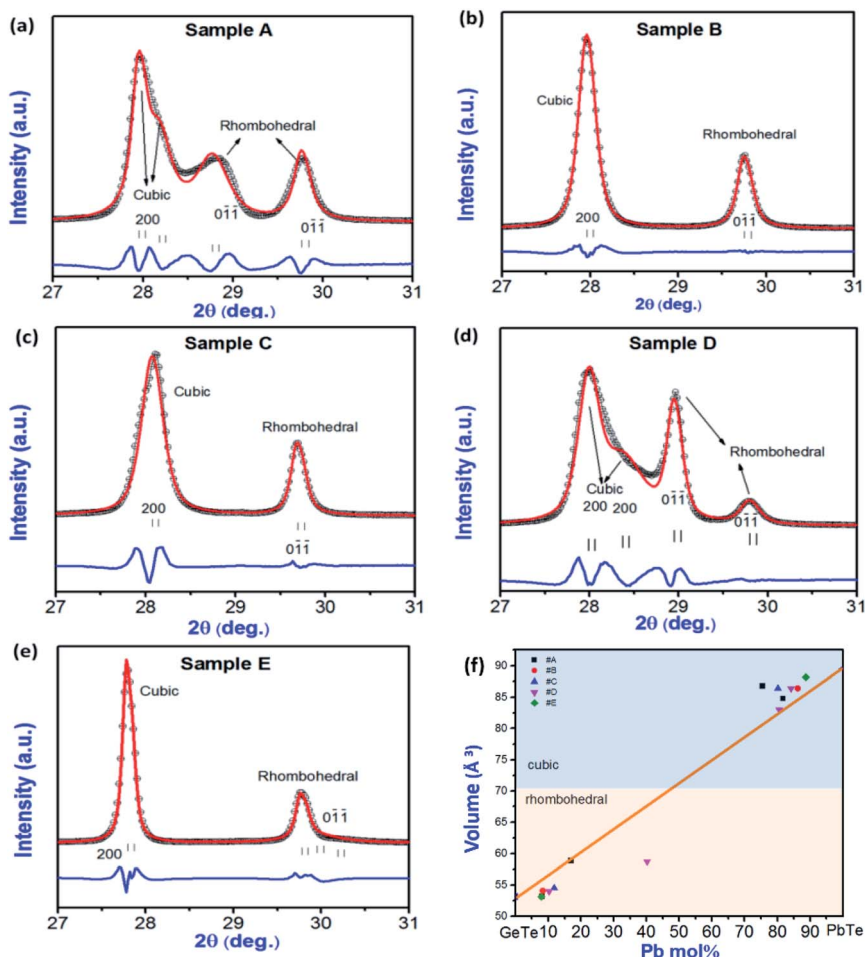 (a)
Sample A
Intensity (a.u.)
Rhombohedral
Cubic
200
01̄1̄
01̄1̄
27 28 29 30 31
2θ (deg.)
(b)
Sample B
Intensity (a.u.)
Cubic
Rhombohedral
200
01̄1̄
27 28 29 30 31
2θ (deg.)
(c)
Sample C
Intensity (a.u.)
Cubic
Rhombohedral
200
01̄1̄
27 28 29 30 31
2θ (deg.)
(d)
Sample D
Intensity (a.u.)
Rhombohedral
Cubic
200 200
01̄1̄
01̄1̄
27 28 29 30 31
2θ (deg.)
(e)
Sample E
Intensity (a.u.)
Cubic
Rhombohedral
01̄1̄
200
27 28 29 30 31
2θ (deg.)
(f)
#A
#B
#C
#D
#E
cubic
rhombohedral
Volume (Å ³)
90
85
80
75
70
65
60
55
50
GeTe 10 20 30 40 50 60 70 80 90 PbTe
Pb mol%